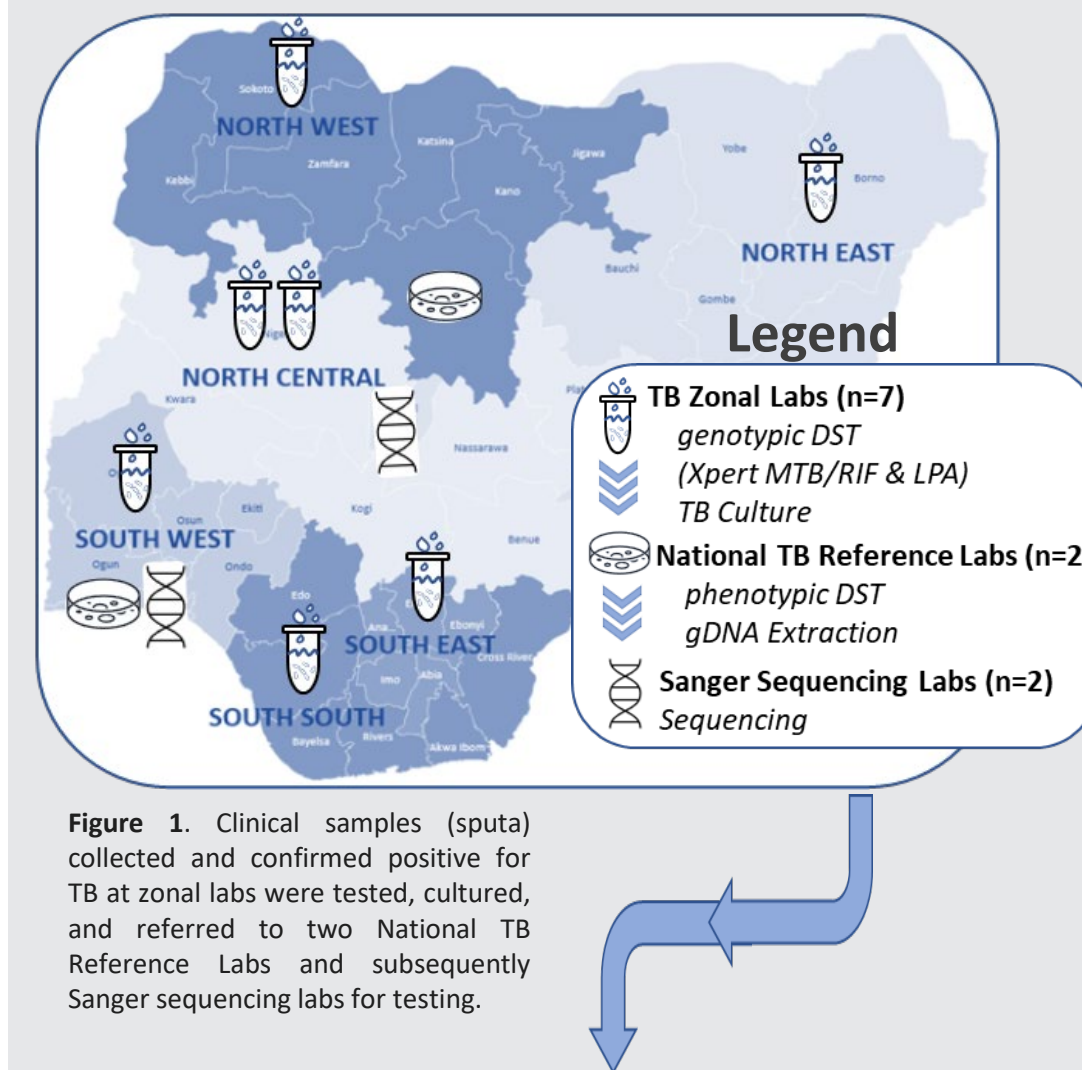 Sokoto
NORTH WEST
Katsina
Zamfara
Jigawa
Kebbi
Kano
Yobe
Borno
NORTH EAST
Bauchi
Gombe
NORTH CENTRAL
Kwara
Nassarawa
Kogi
Benue
Osun
Ekiti
SOUTH WEST
Ogun
Ondo
Edo
Ebonyi
SOUTH EAST
Cross River
Imo
Abia
SOUTH SOUTH
Bayelsa
Rivers
Akwa Ibom
Legend
TB Zonal Labs (n=7)
genotypic DST
(Xpert MTB/RIF & LPA)
TB Culture
National TB Reference Labs (n=2
phenotypic DST
gDNA Extraction
Sanger Sequencing Labs (n=2)
Sequencing
Figure 1. Clinical samples (sputa)
collected and confirmed positive for
TB at zonal labs were tested, cultured,
and referred to two National TB
Reference Labs and subsequently
Sanger sequencing labs for testing.